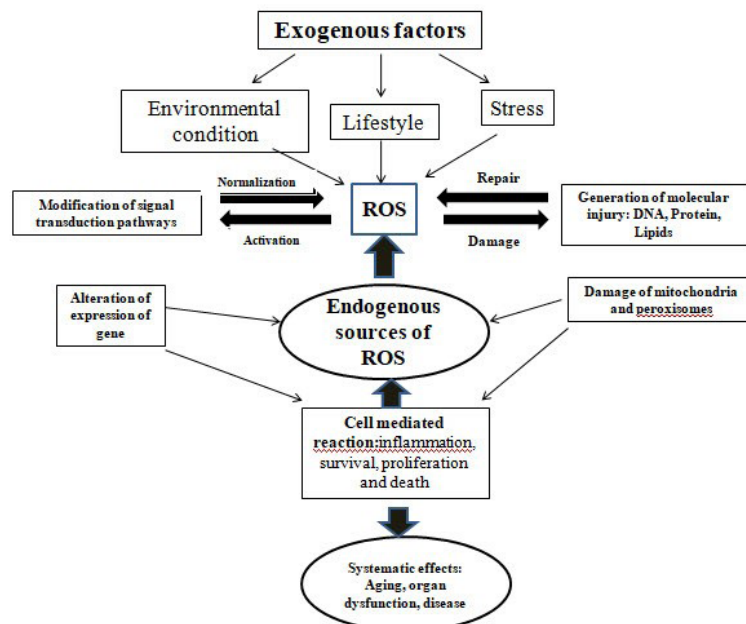 Exogenous factors
Environmental
condition
Lifestyle
Stress
Normalization
Repair
Modification of signal
transduction pathways
ROS
Generation of molecular
injury: DNA, Protein,
Lipids
Activation
Damage
Alteration of
expression of
gene
Endogenous
sources of
ROS
Damage of mitochondria
and peroxisomes
Cell mediated
reaction:inflammation,
survival, proliferation
and death
Systematic effects:
Aging, organ
dysfunction, disease